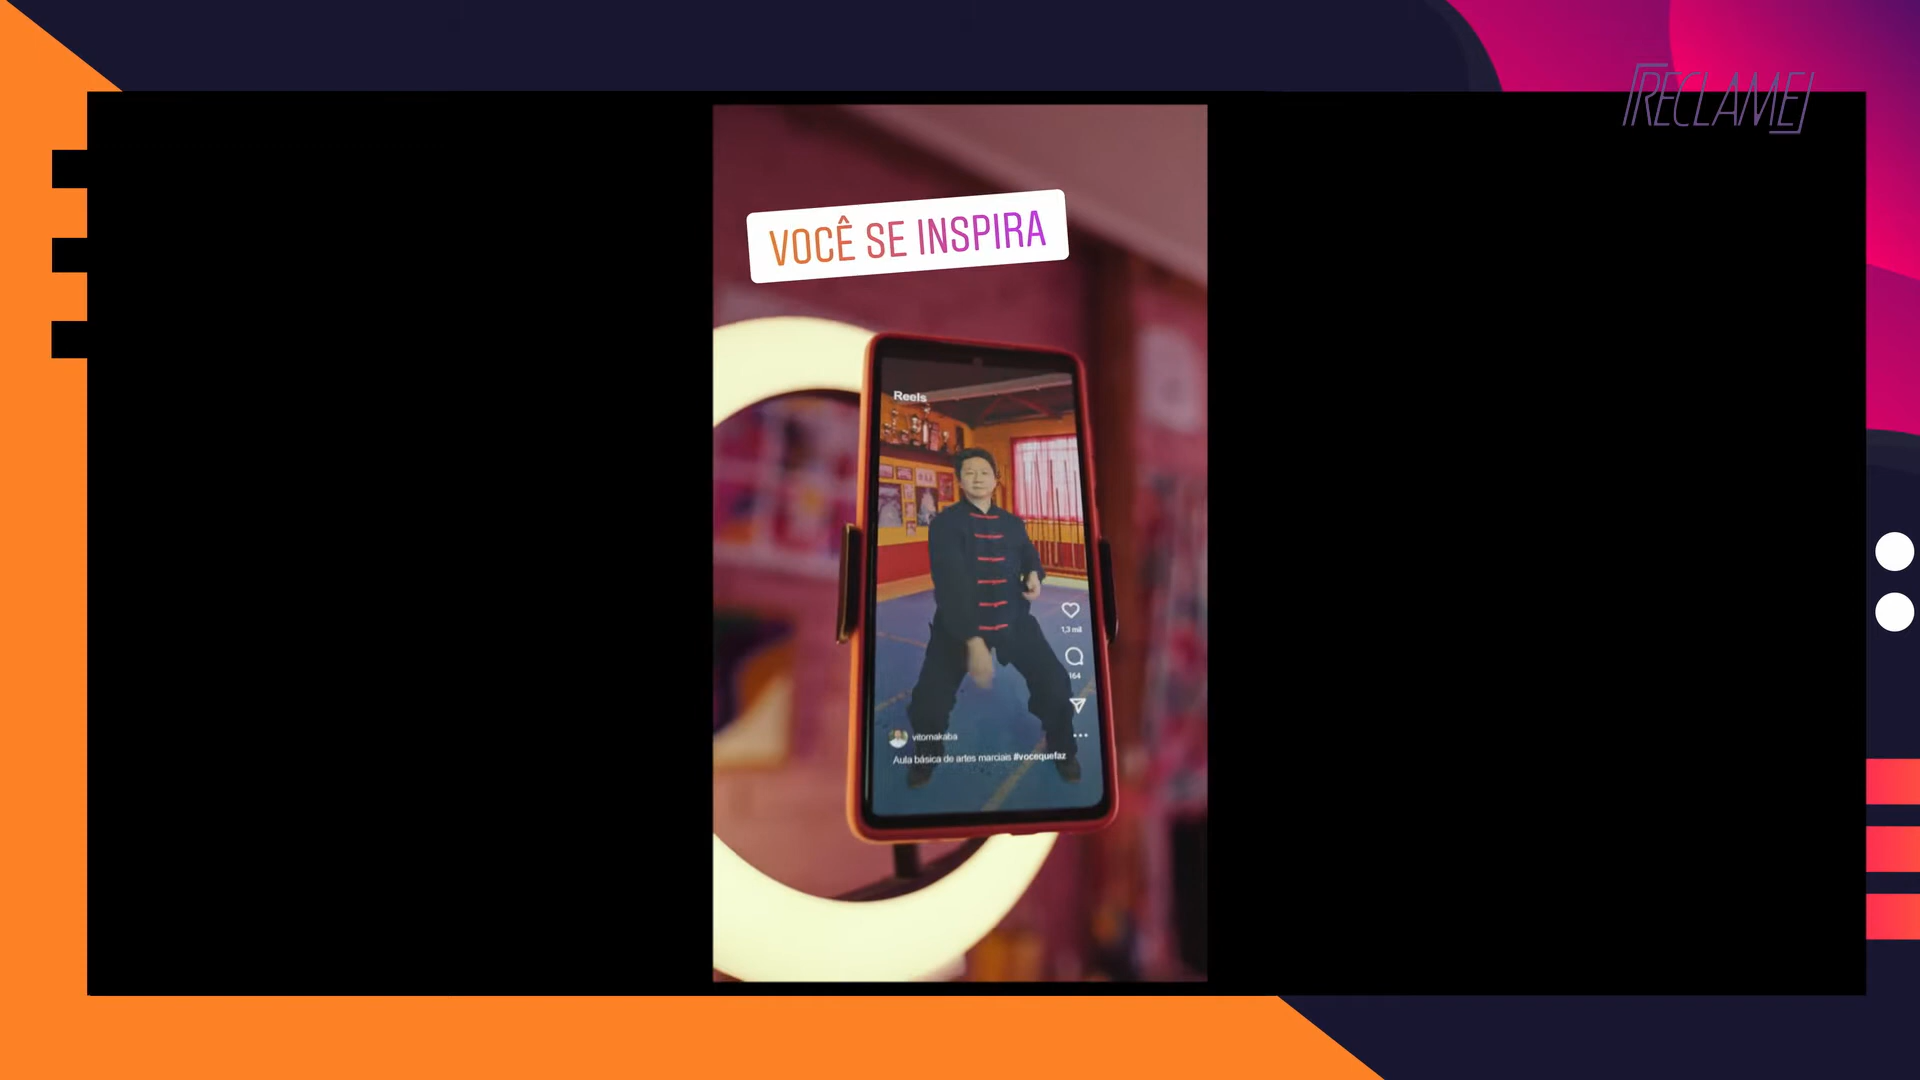 RECLAME
VOCÊ SE INSPIRA
Reels
1,3 mil
164
vitornakaba
Aula básica de artes marciais #vocequefaz